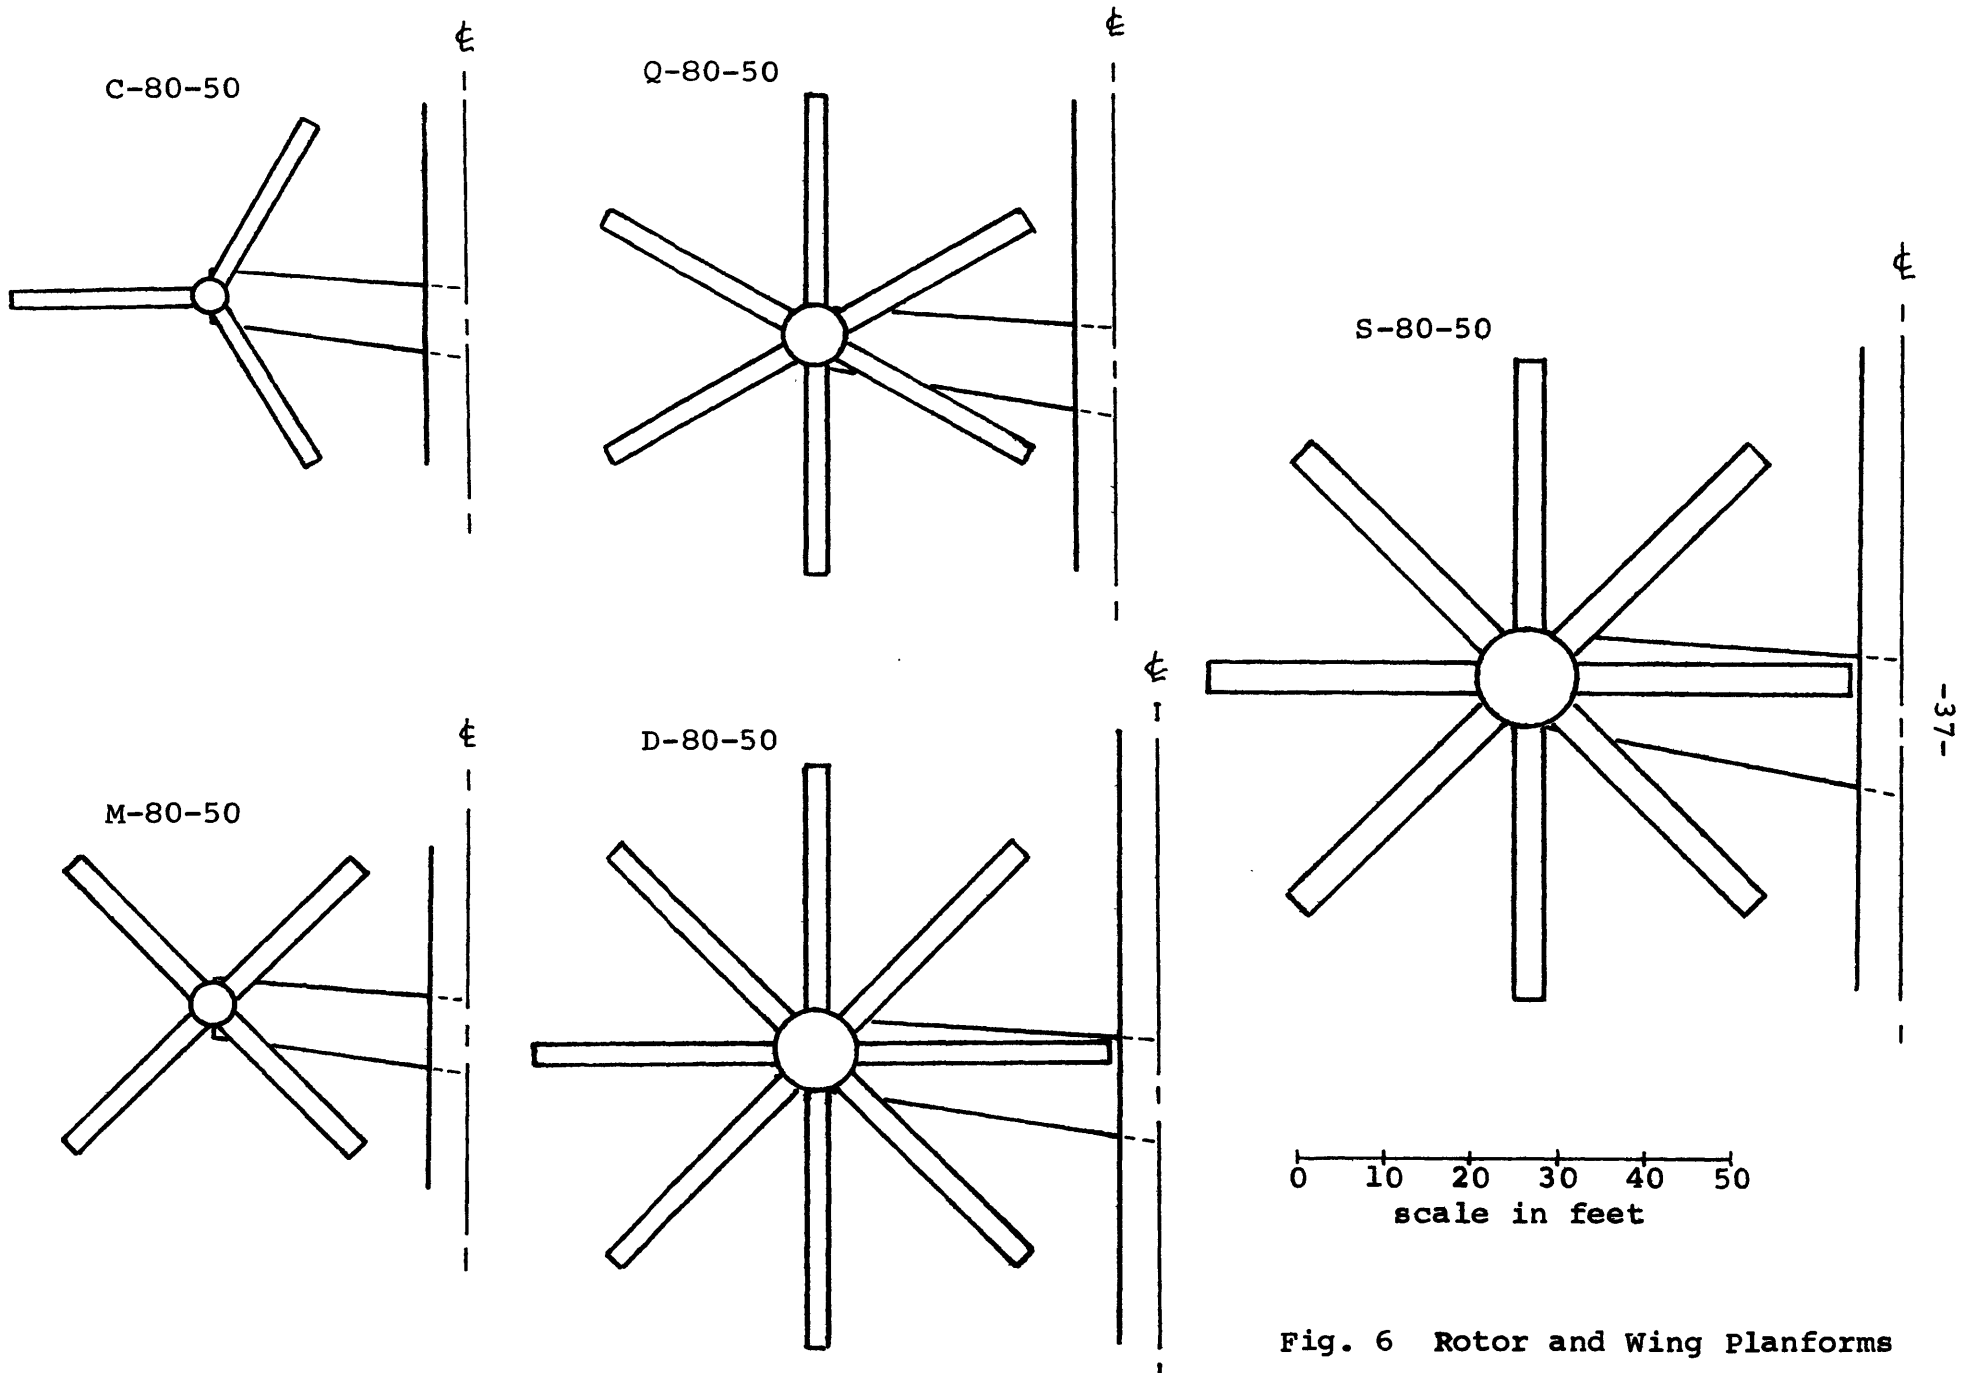 ℄
C-80-50
℄
Q-80-50
℄
S-80-50
℄
M-80-50
℄
D-80-50
0 10 20 30 40 50
scale in feet
Fig. 6 Rotor and Wing Planforms
-37-